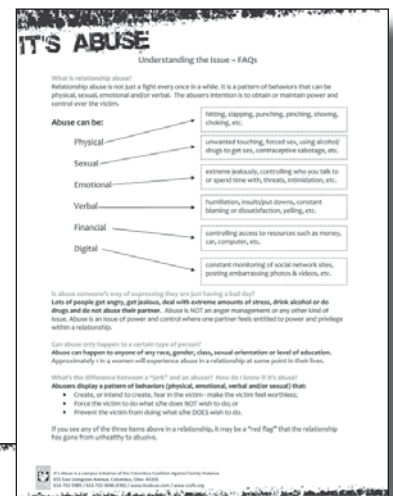 IT'S ABUSE
Understanding the Issue – FAQs
What is relationship abuse?
Relationship abuse is not just a fight every once in a while. It is a pattern of behaviors that can be
physical, sexual, emotional and/or verbal. The abusers intention is to obtain or maintain power and
control over the victim.
Abuse can be:
Physical
hitting, slapping, punching, pinching, shoving,
choking, etc.
Sexual
unwanted touching, forced sex, using alcohol/
drugs to get sex, contraceptive sabotage, etc.
Emotional
extreme jealously, controlling who you talk to
or spend time with, threats, intimidation, etc.
Verbal
humiliation, insults/put downs, constant
blaming or dissatisfaction, yelling, etc.
Financial
controlling access to resources such as money,
car, computer, etc.
Digital
constant monitoring of social network sites,
posting embarrassing photos & videos, etc.
Is abuse someone's way of expressing they are just having a bad day?
Lots of people get angry, get jealous, deal with extreme amounts of stress, drink alcohol or do
drugs and do not abuse their partner. Abuse is NOT an anger management or any other kind of
issue. Abuse is an issue of power and control where one partner feels entitled to power and privilege
within a relationship.
Can abuse only happen to a certain type of person?
Abuse can happen to anyone of any race, gender, class, sexual orientation or level of education.
Approximately 1 in 4 women will experience abuse in a relationship at some point in their lives.
What's the difference between a "jerk" and an abuser? How do I know if it's abuse?
Abusers display a pattern of behaviors (physical, emotional, verbal and/or sexual) that:
• Create, or intend to create, fear in the victim - make the victim feel worthless;
• Force the victim to do what s/he does NOT wish to do; or
• Prevent the victim from doing what s/he DOES wish to do.
If you see any of the three items above in a relationship, it may be a "red flag" that the relationship
has gone from unhealthy to abusive.
It's Abuse is a campus initiative of the Columbus Coalition Against Family Violence